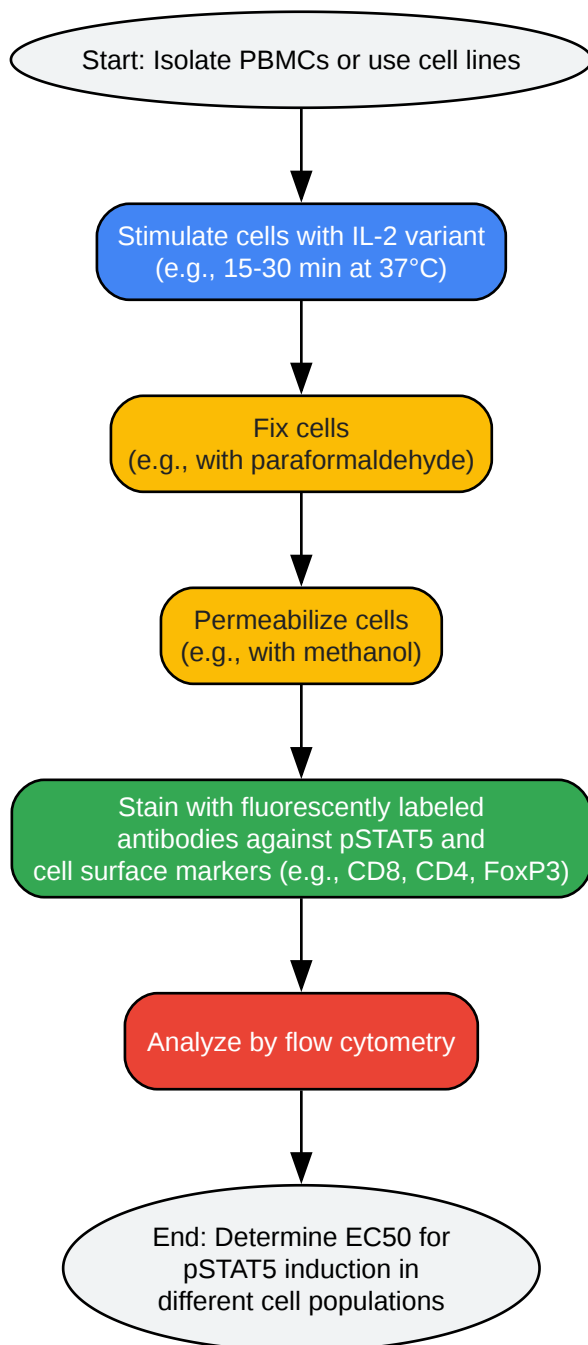 Start: Isolate PBMCs or use cell lines
Stimulate cells with IL-2 variant
(e.g., 15-30 min at 37°C)
Fix cells
(e.g., with paraformaldehyde)
Permeabilize cells
(e.g., with methanol)
Stain with fluorescently labeled
antibodies against pSTAT5 and
cell surface markers (e.g., CD8, CD4, FoxP3)
Analyze by flow cytometry
End: Determine EC50 for
pSTAT5 induction in
different cell populations